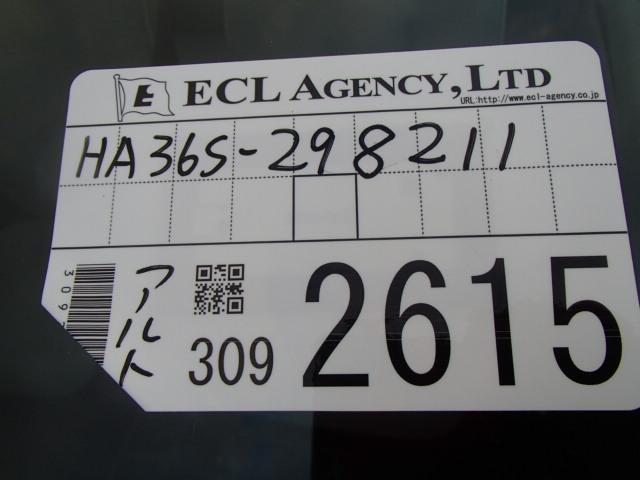 E ECL AGENCY, LTD
URL:http://www.ecl-agency.co.jp
HA36S-298211
アルト
309
2615